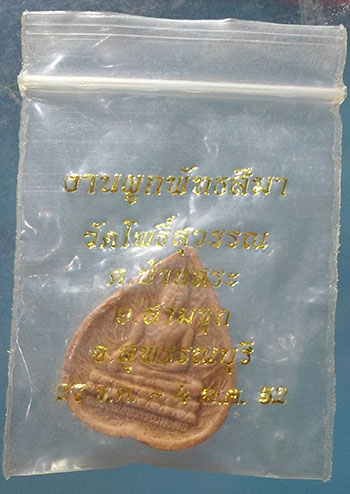 งานผูกพัทธสีมา
วัดโพธิ์สุวรรณ
ต.บ้านสระ
อ.สามชุก
จ.สุพรรณบุรี
27 ธ.ค. - 4 ม.ค. 52